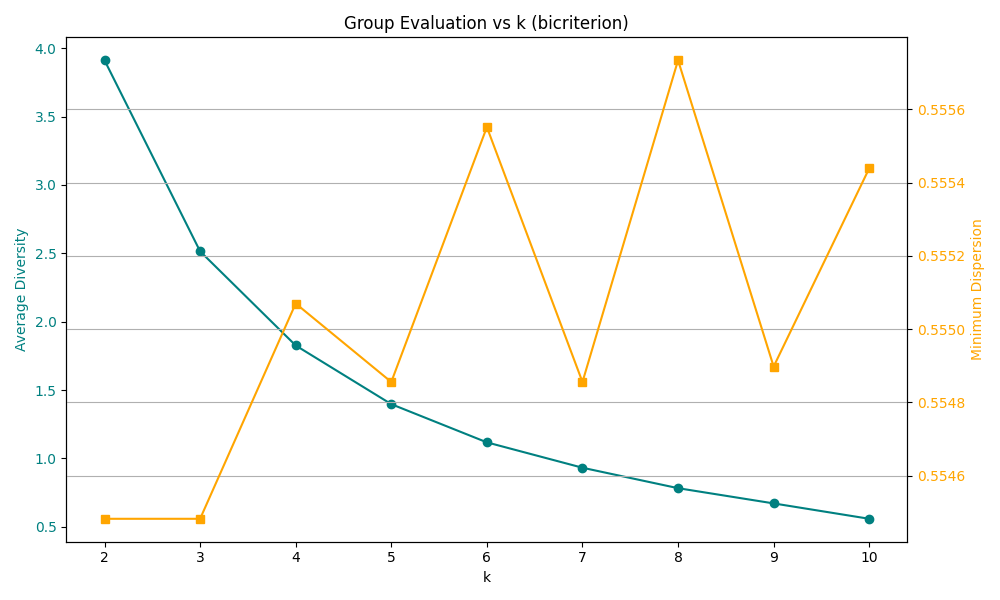 Group Evaluation vs k (bicriterion)
Average Diversity
4.0
3.5
3.0
2.5
2.0
1.5
1.0
0.5
2 3 4 5 6 7 8 9 10
k
0.5556
0.5554
0.5552
0.5550
0.5548
0.5546
Minimum Dispersion